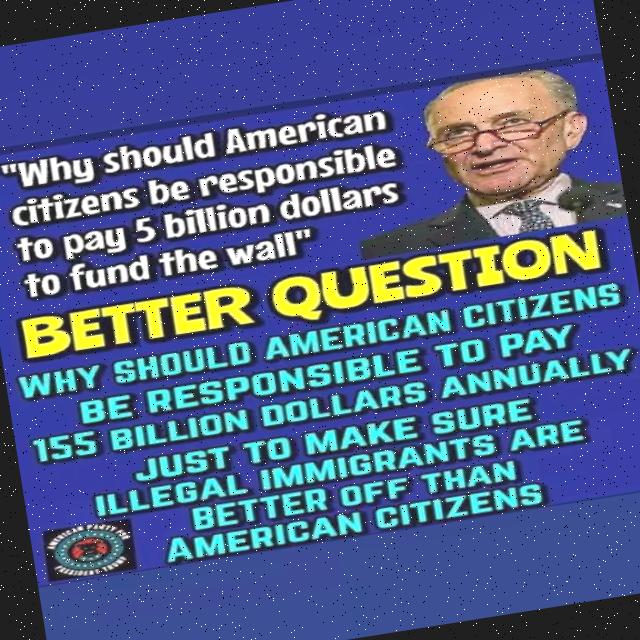 "Why should American
citizens be responsible
to pay 5 billion dollars
to fund the wall"
BETTER QUESTION
WHY SHOULD AMERICAN CITIZENS
BE RESPONSIBLE TO PAY
155 BILLION DOLLARS ANNUALLY
JUST TO MAKE SURE
ILLEGAL IMMIGRANTS ARE
BETTER OFF THAN
AMERICAN CITIZENS